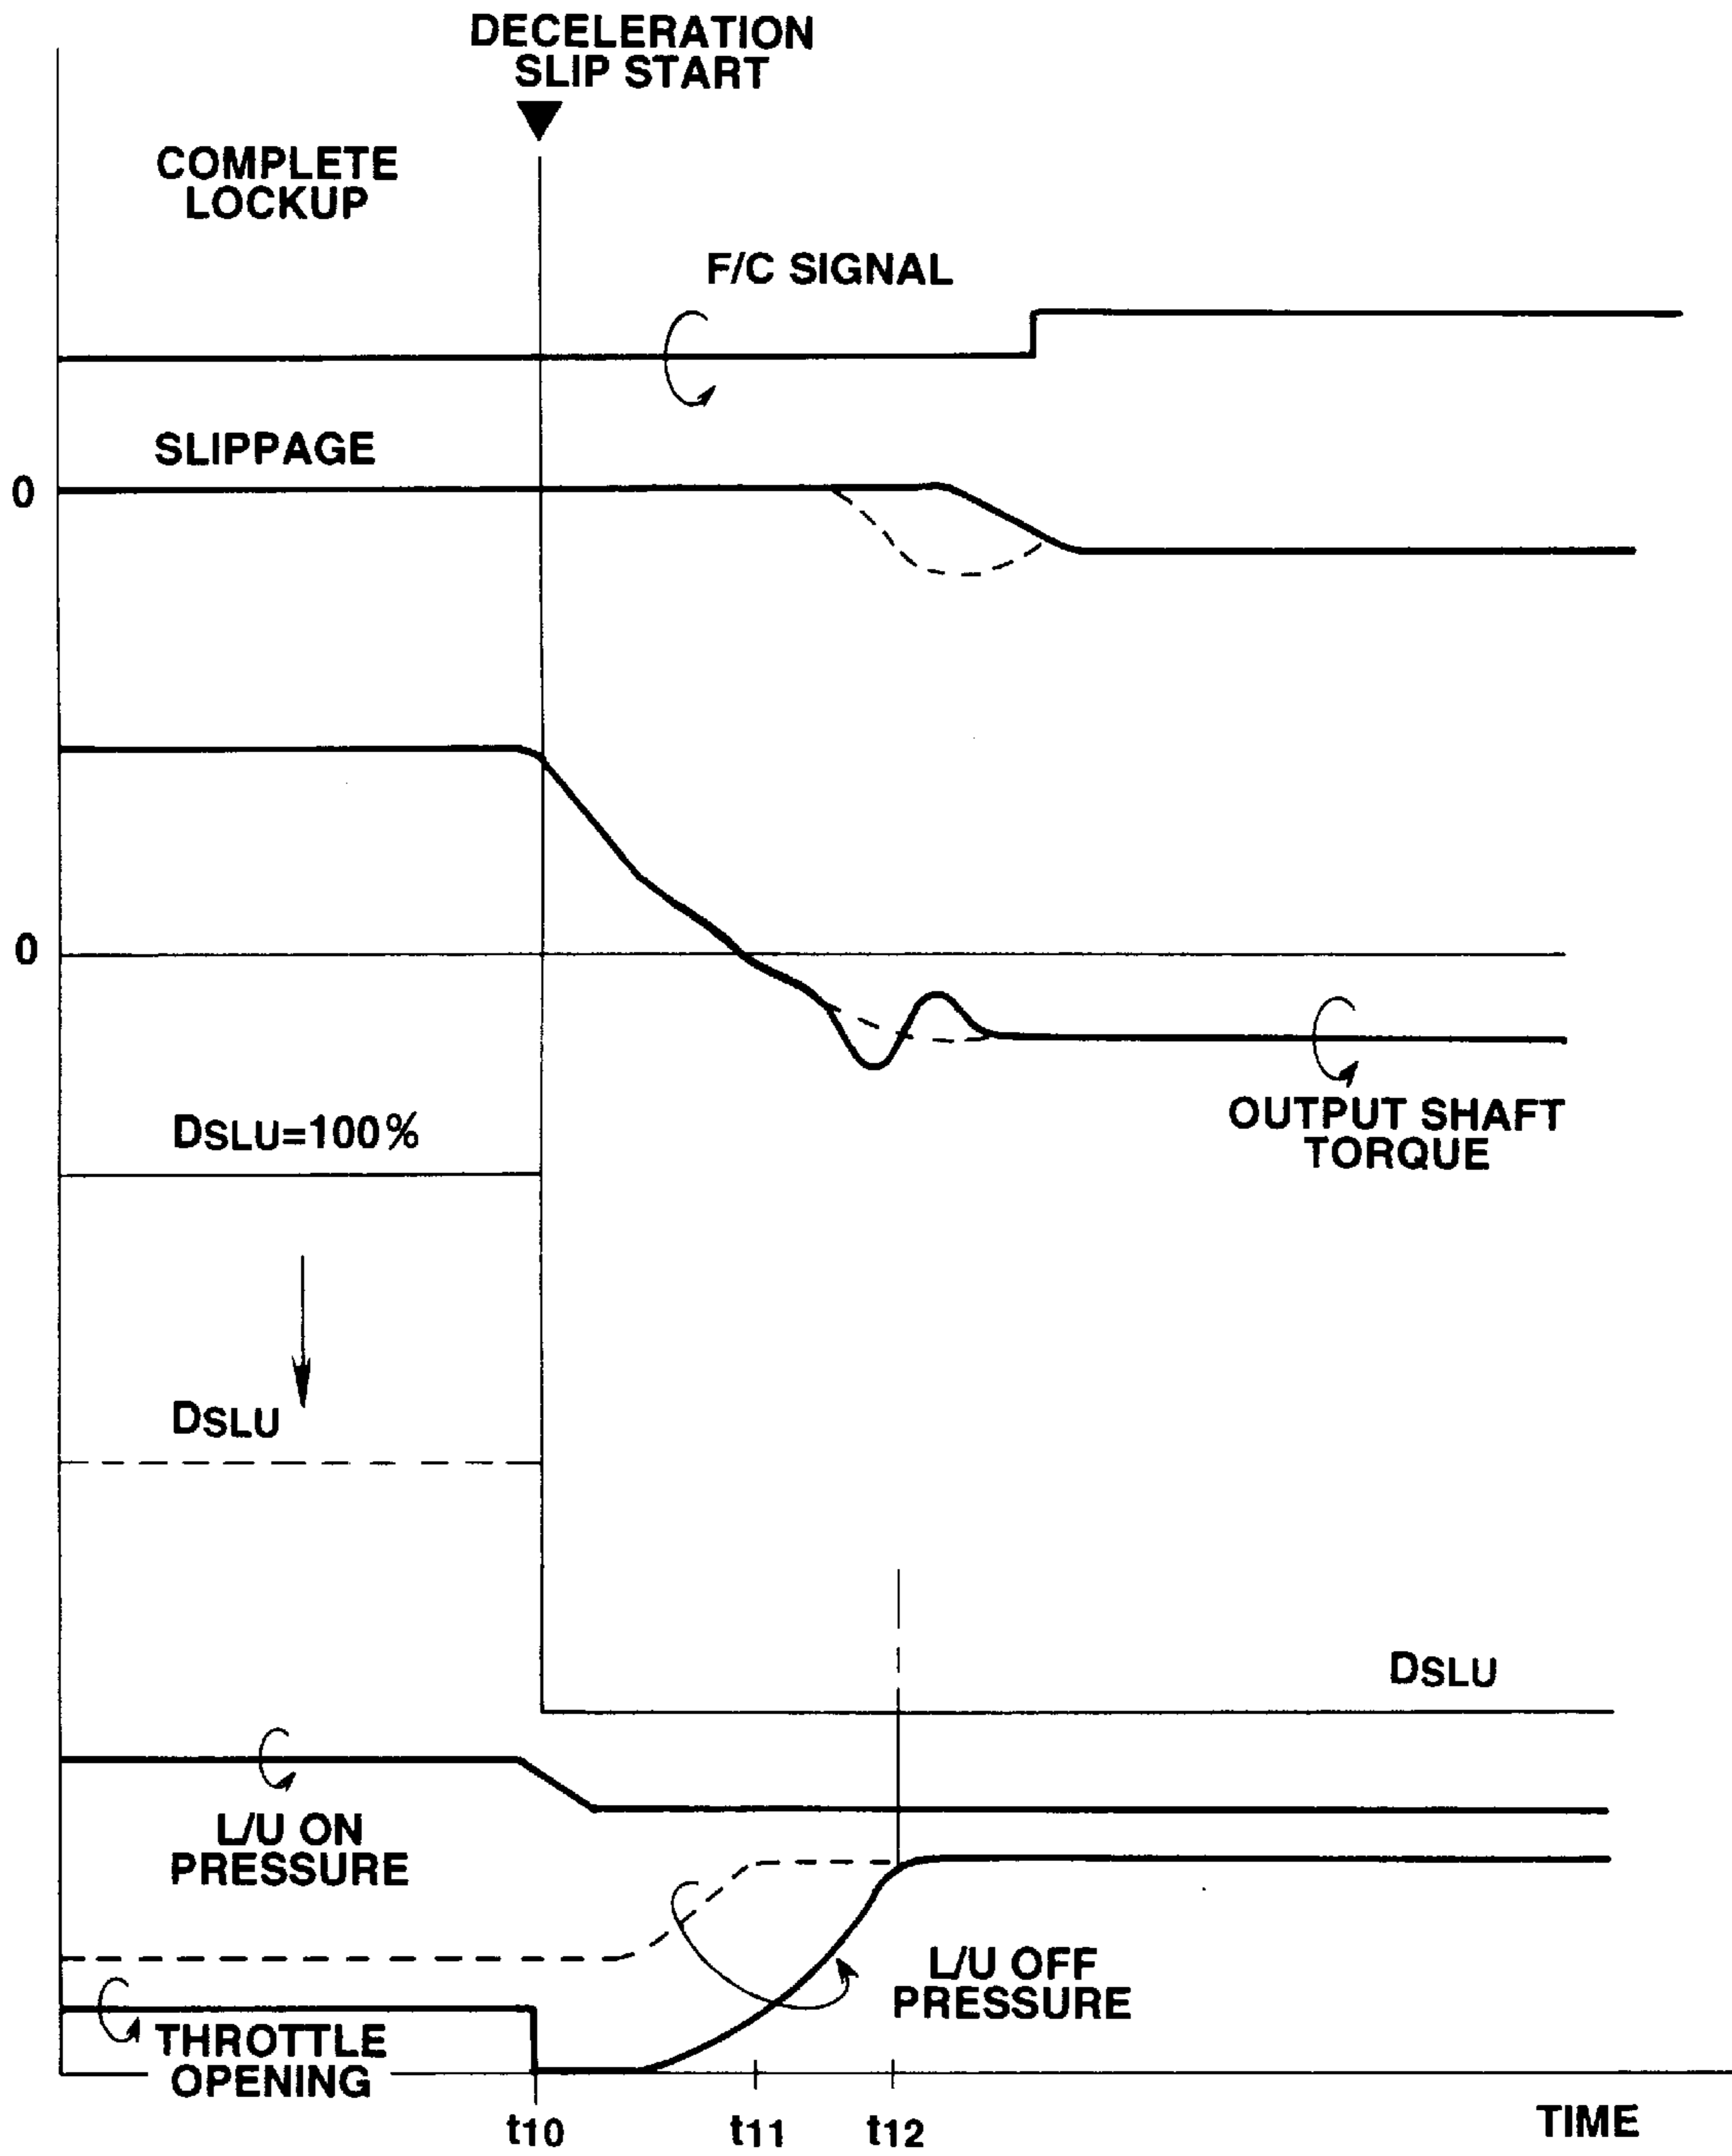 DECELERATION
SLIP START
COMPLETE
LOCKUP
F/C SIGNAL
SLIPPAGE
0
0
OUTPUT SHAFT
TORQUE
DSLU=100%
DSLU
DSLU
L/U ON
PRESSURE
L/U OFF
PRESSURE
THROTTLE
OPENING
t10
t11
t12
TIME